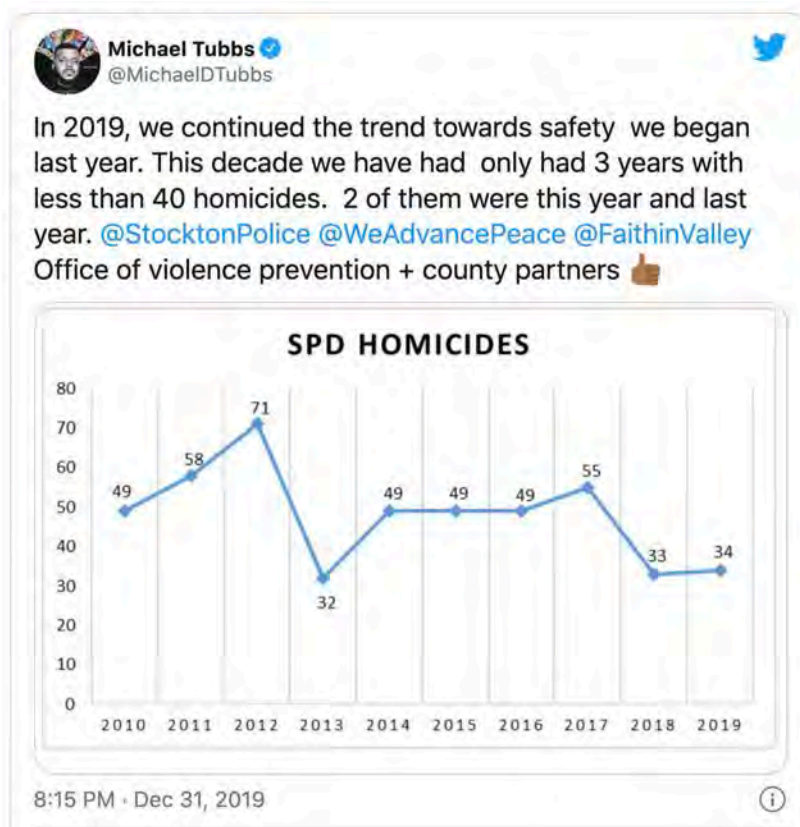 Michael Tubbs
@MichaelDTubbs
In 2019, we continued the trend towards safety  we began
last year. This decade we have had  only had 3 years with
less than 40 homicides.  2 of them were this year and last
year. @StocktonPolice @WeAdvancePeace @FaithinValley
Office of violence prevention + county partners 👍🏾
SPD HOMICIDES
80
70
60
50
40
30
20
10
0
49
58
71
32
49
49
49
55
33
34
2010 2011 2012 2013 2014 2015 2016 2017 2018 2019
8:15 PM · Dec 31, 2019